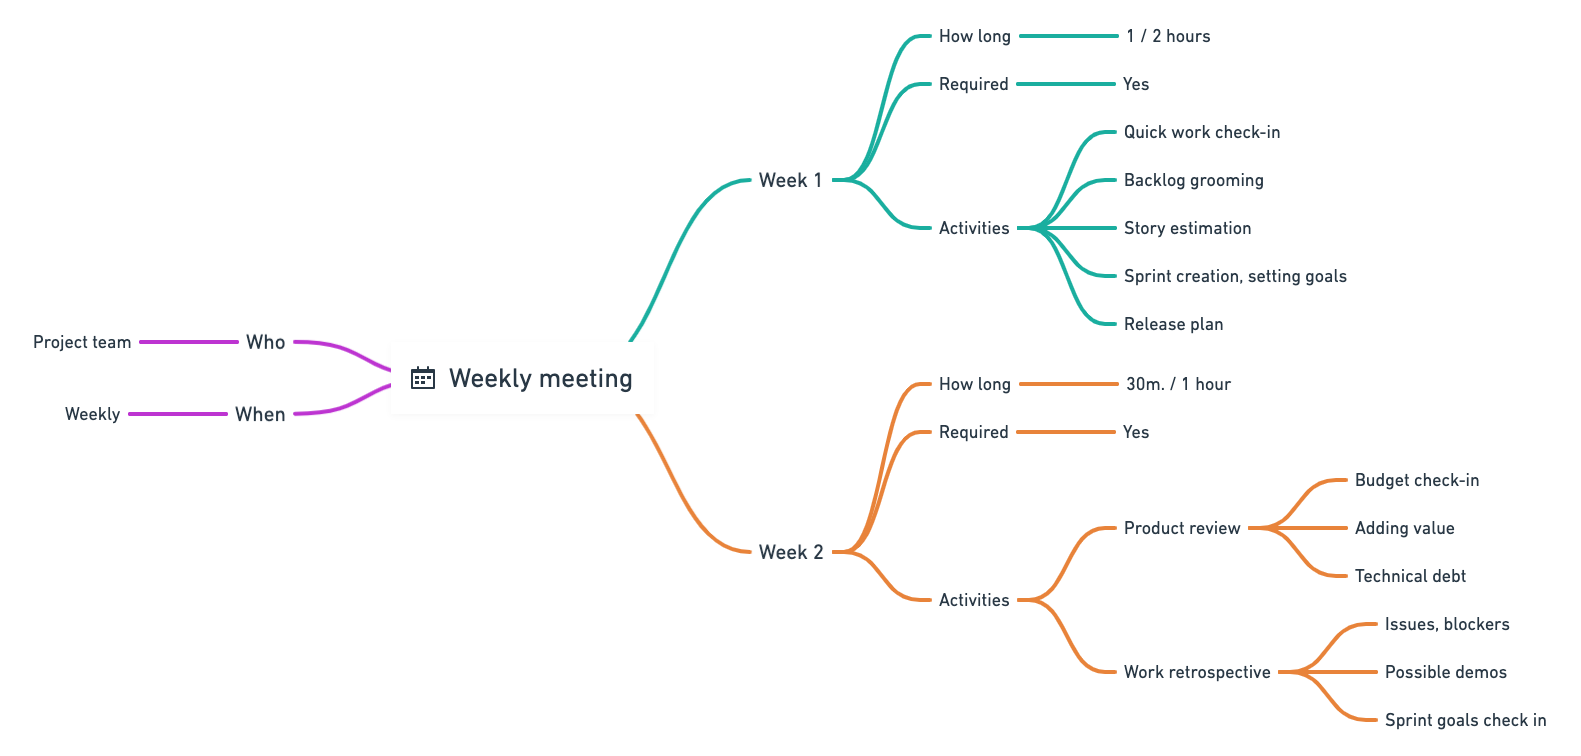 Weekly meeting
Who
Project team
When
Weekly
Week 1
How long
1 / 2 hours
Required
Yes
Activities
Quick work check-in
Backlog grooming
Story estimation
Sprint creation, setting goals
Release plan
Week 2
How long
30m. / 1 hour
Required
Yes
Activities
Product review
Budget check-in
Adding value
Technical debt
Work retrospective
Issues, blockers
Possible demos
Sprint goals check in